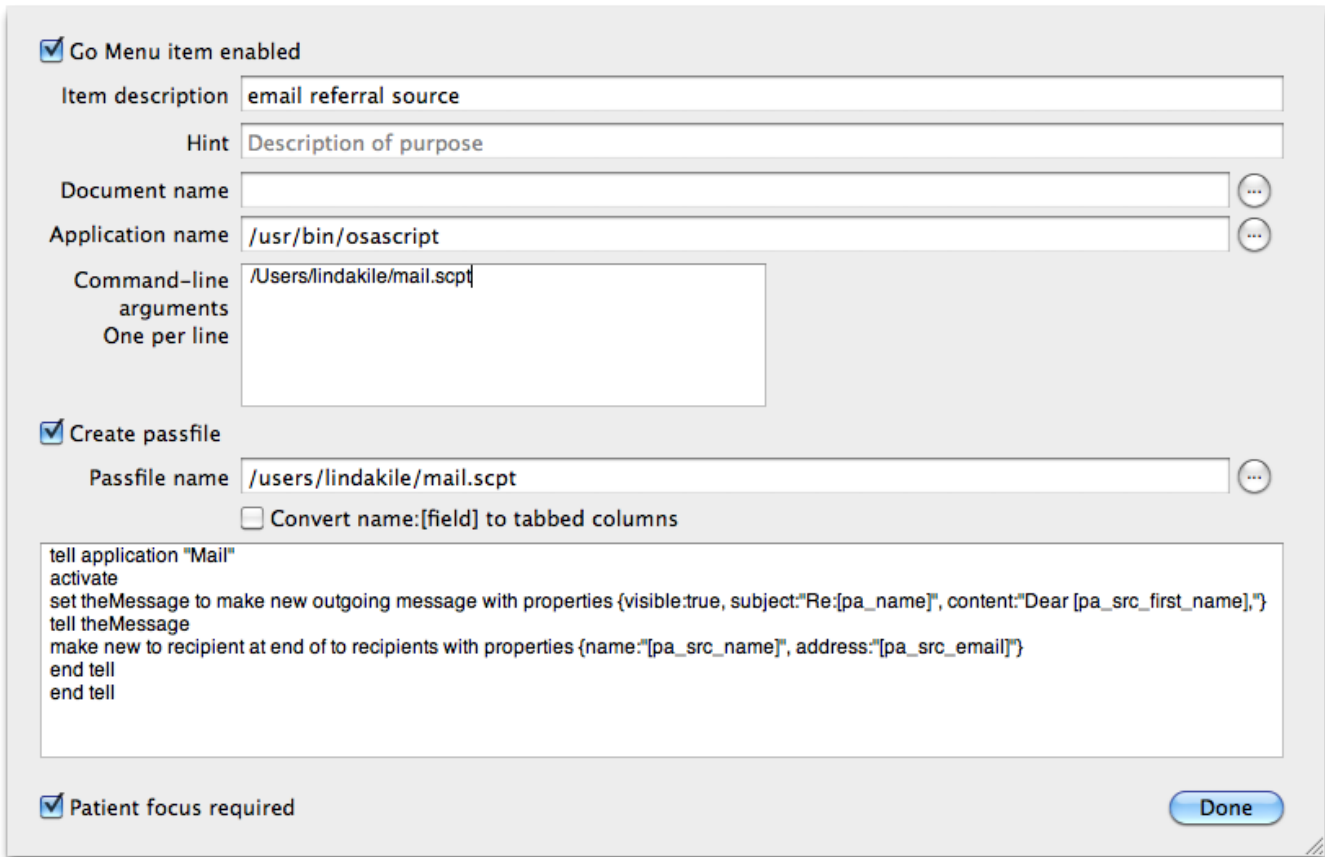 Go Menu item enabled
Item description email referral source
Hint Description of purpose
Document name ...
Application name /usr/bin/osascript ...
Command-line /Users/lindakile/mail.scpt
arguments
One per line
Create passfile
Passfile name /users/lindakile/mail.scpt ...
Convert name:[field] to tabbed columns
tell application "Mail"
activate
set theMessage to make new outgoing message with properties {visible:true, subject:"Re:[pa_name]", content:"Dear [pa_src_first_name],"}
tell theMessage
make new to recipient at end of to recipients with properties {name:"[pa_src_name]", address:"[pa_src_email]"}
end tell
end tell
Patient focus required Done